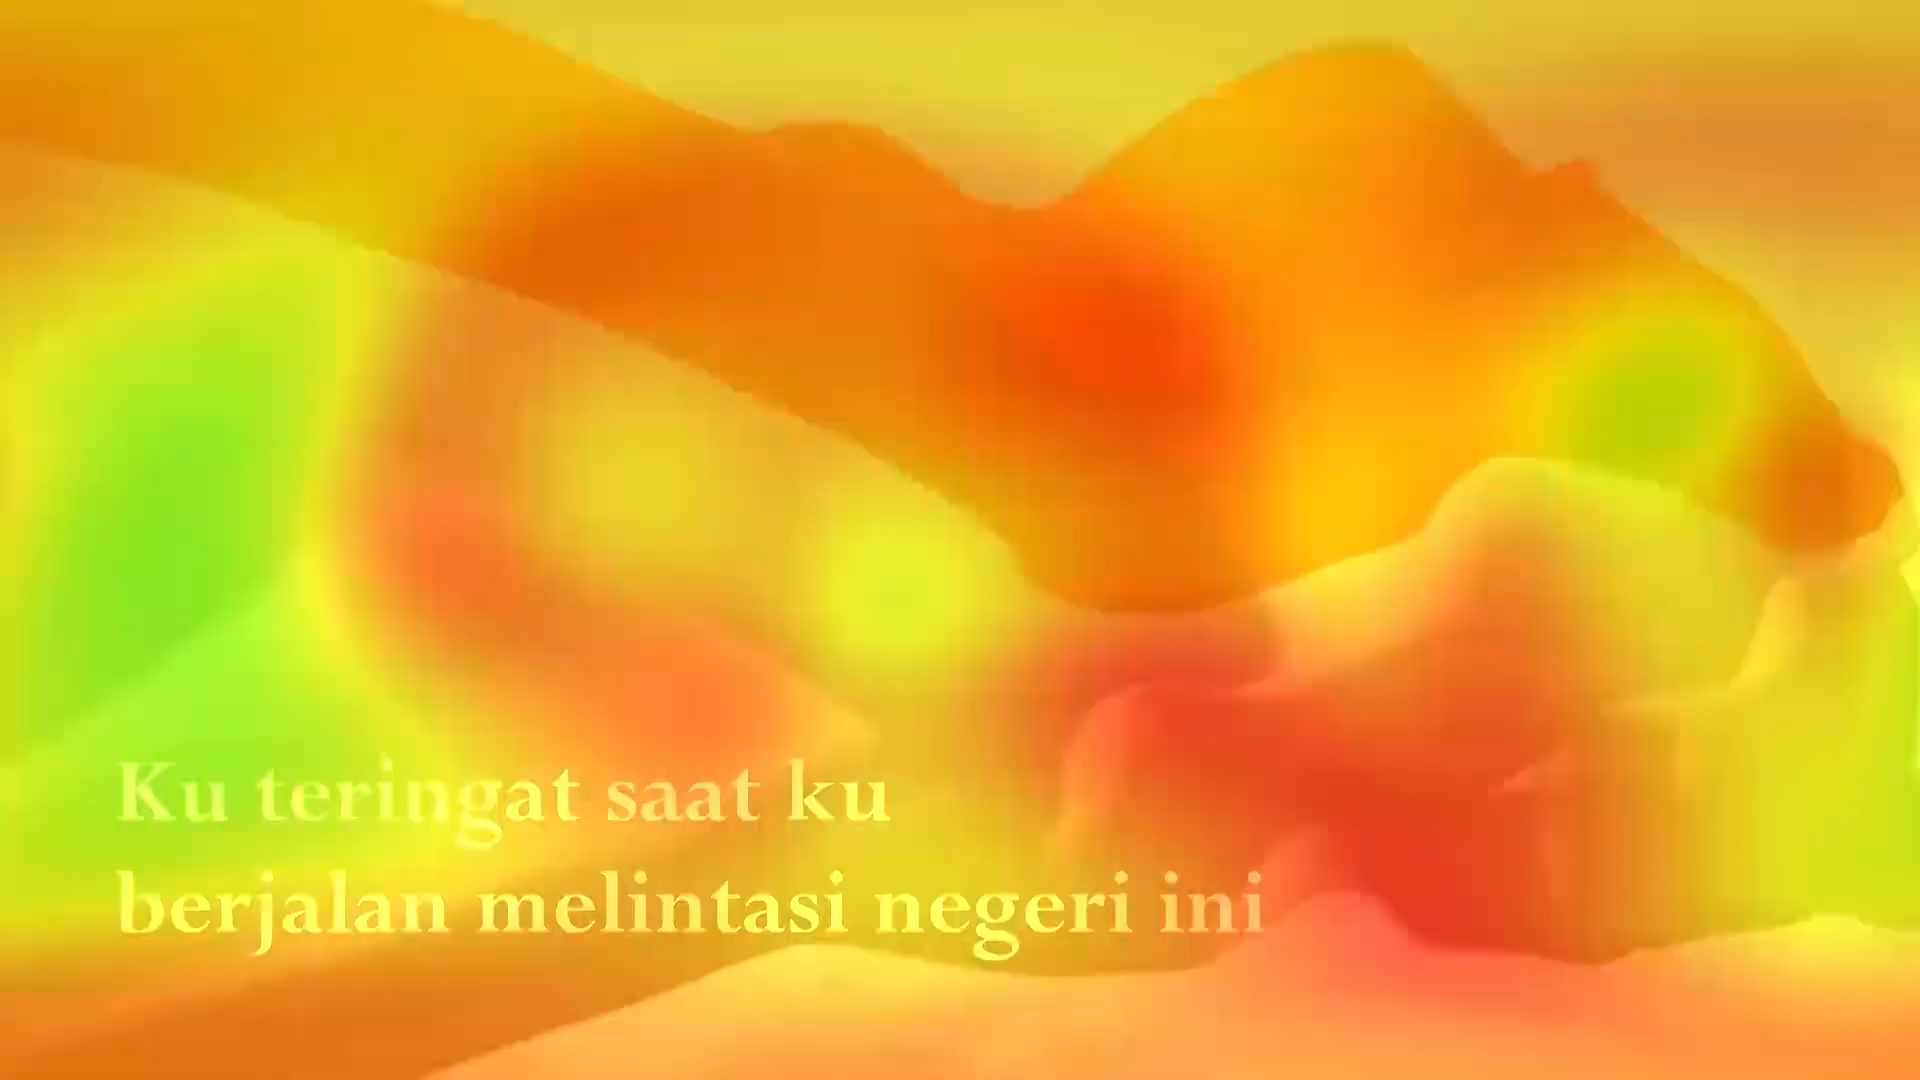 Ku teringat saat ku
berjalan melintasi negeri ini